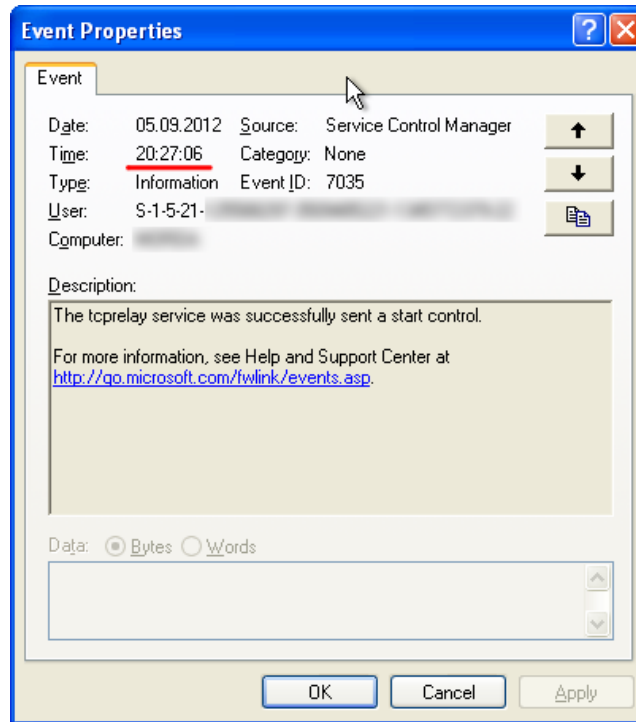 Event Properties
Event
Date: 05.09.2012 Source: Service Control Manager
Time: 20:27:06 Category: None
Type: Information Event ID: 7035
User: S-1-5-21-
Computer:
Description:
The tcprelay service was successfully sent a start control.
For more information, see Help and Support Center at
http://go.microsoft.com/fwlink/events.asp.
Data: Bytes Words
OK Cancel Apply